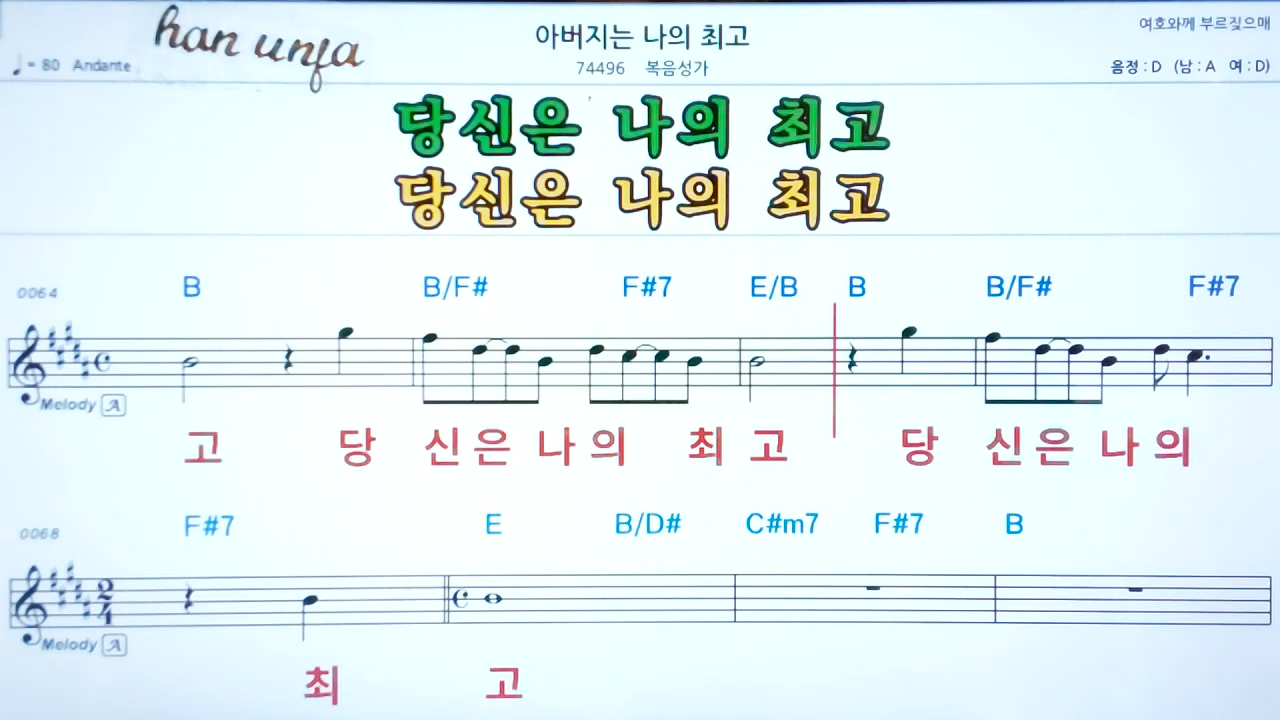 han unfa
아버지는 나의 최고
여호와께 부르짖으매
♩= 80 Andante
74496 복음성가
음정 : D (남 : A 여 : D)
당신은 나의 최고
당신은 나의 최고
0064 B B/F# F#7 E/B B B/F# F#7
Melody A
고 당 신은 나의 최 고 당 신은 나의
0068 F#7 E B/D# C#m7 F#7 B
2/4
Melody A
최 고